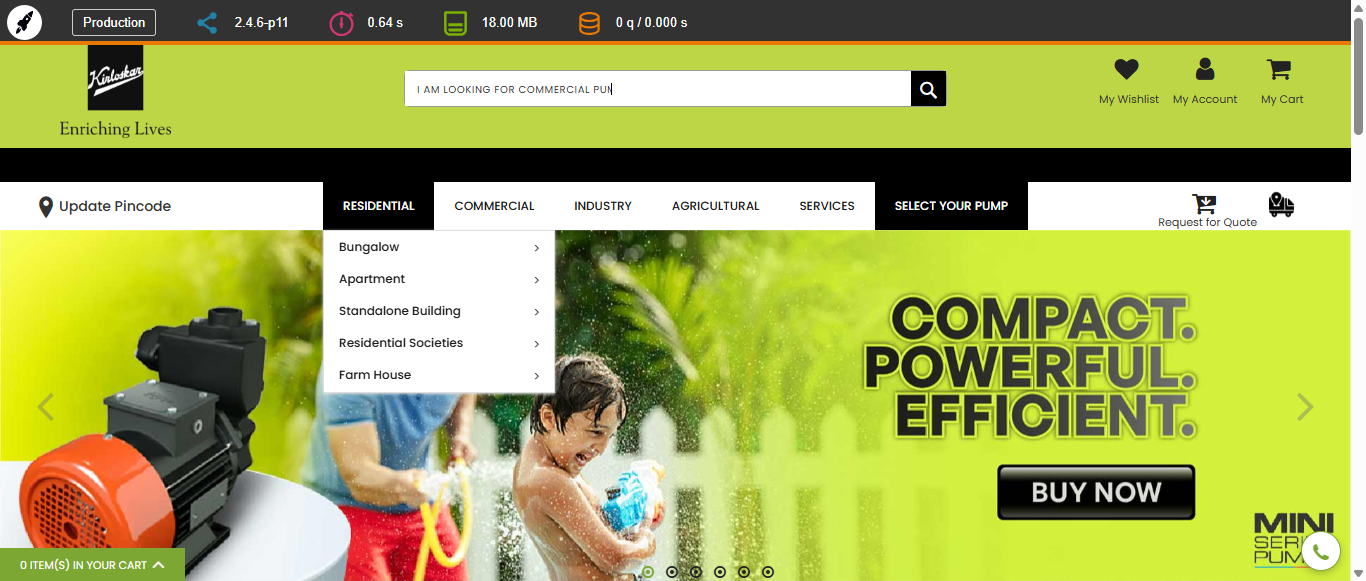 Production
2.4.6-p11
0.64 s
18.00 MB
0 q / 0.000 s
Kirloskar
Enriching Lives
I AM LOOKING FOR COMMERCIAL PUM
My Wishlist
My Account
My Cart
Update Pincode
RESIDENTIAL
COMMERCIAL
INDUSTRY
AGRICULTURAL
SERVICES
SELECT YOUR PUMP
Request for Quote
Bungalow
Apartment
Standalone Building
Residential Societies
Farm House
COMPACT.
POWERFUL.
EFFICIENT.
BUY NOW
MINI
0 ITEM(S) IN YOUR CART